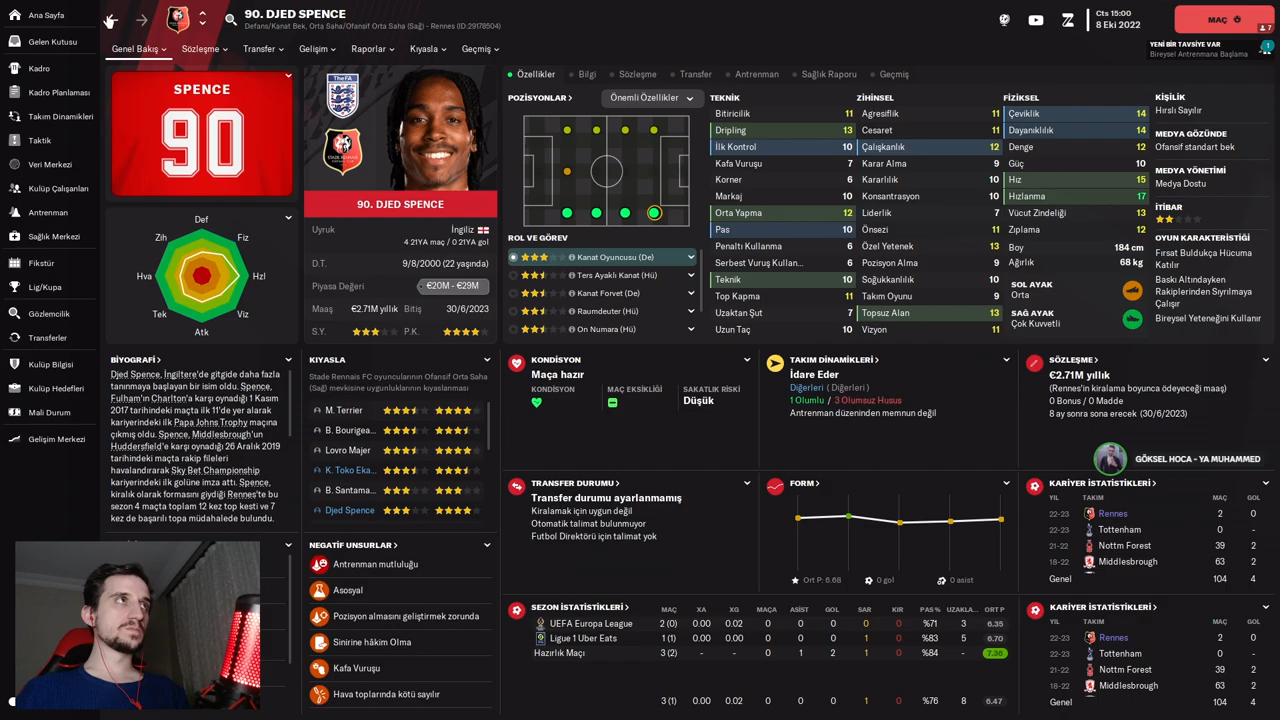 Ana Sayfa
Gelen Kutusu
Kadro
Kadro Planlaması
Takım Dinamikleri
Taktik
Veri Merkezi
Kulüp Çalışanları
Antrenman
Sağlık Merkezi
Fikstür
Lig/Kupa
Gözlemcilik
Transferler
Kulüp Bilgisi
Kulüp Hedefleri
Mali Durum
Gelişim Merkezi
90. DJED SPENCE
Defans/Kanat Bek, Orta Saha/Ofansif Orta Saha (Sağ) - Rennes (ID:29178504)
Cts 15:00
8 Eki 2022
MAÇ
7
YENİ BİR TAVSİYE VAR
Bireysel Antrenmana Başlama
1
Genel Bakış
Sözleşme
Transfer
Gelişim
Raporlar
Kıyasla
Geçmiş
SPENCE
90
Def
Fiz
Hzl
Viz
Atk
Tek
Hva
Zih
The FA
90. DJED SPENCE
Uyruk İngiliz
4 21YA maç / 0 21YA gol
D.T. 9/8/2000 (22 yaşında)
Piyasa Değeri €20M - €29M
Maaş €2.71M yıllık Bitiş 30/6/2023
S.Y. P.K.
Özellikler
Bilgi
Sözleşme
Transfer
Antrenman
Sağlık Raporu
Geçmiş
POZİSYONLAR
Önemli Özellikler
ROL VE GÖREV
Kanat Oyuncusu (De)
Ters Ayaklı Kanat (Hü)
Kanat Forvet (De)
Raumdeuter (Hü)
On Numara (Hü)
TEKNİK
Bitiricilik 11
Dripling 13
İlk Kontrol 10
Kafa Vuruşu 7
Korner 6
Markaj 10
Orta Yapma 12
Pas 10
Penaltı Kullanma 6
Serbest Vuruş Kullan... 6
Teknik 10
Top Kapma 11
Uzaktan Şut 7
Uzun Taç 10
ZİHİNSEL
Agresiflik 11
Cesaret 11
Çalışkanlık 12
Karar Alma 9
Kararlılık 10
Konsantrasyon 10
Liderlik 7
Önsezi 11
Özel Yetenek 13
Pozisyon Alma 9
Soğukkanlılık 10
Takım Oyunu 9
Topsuz Alan 13
Vizyon 11
FİZİKSEL
Çeviklik 14
Dayanıklılık 14
Denge 12
Güç 10
Hız 15
Hızlanma 17
Vücut Zindeliği 13
Zıplama 12
Boy 184 cm
Ağırlık 68 kg
SOL AYAK
Orta
SAĞ AYAK
Çok Kuvvetli
KİŞİLİK
Hırslı Sayılır
MEDYA GÖZÜNDE
Ofansif standart bek
MEDYA YÖNETİMİ
Medya Dostu
İTİBAR
OYUN KARAKTERİSTİĞİ
Fırsat Buldukça Hücuma
Katılır
Baskı Altındayken
Rakiplerinden Sıyrılmaya
Çalışır
Bireysel Yeteneğini Kullanır
BİYOGRAFİ
Djed Spence, İngiltere'de gitgide daha fazla
tanınmaya başlayan bir isim oldu. Spence,
Fulham'ın Charlton'a karşı oynadığı 1 Kasım
2017 tarihindeki maçta ilk 11'de yer alarak
kariyerindeki ilk Papa Johns Trophy maçına
çıkmış oldu. Spence, Middlesbrough'un
Huddersfield'e karşı oynadığı 26 Aralık 2019
tarihindeki maçta rakip fileleri
havalandırarak Sky Bet Championship
kariyerindeki ilk golüne imza attı. Spence,
kiralık olarak formasını giydiği Rennes'te bu
sezon 4 maçta toplam 12 kez top kesti ve 7
kez de başarılı topa müdahalede bulundu.
KIYASLA
Stade Rennais FC oyuncularının Ofansif Orta Saha
(Sağ) mevkisine uygunluklarının kıyaslaması
M. Terrier
B. Bourigea...
Lovro Majer
K. Toko Eka...
B. Santama...
Djed Spence
NEGATİF UNSURLAR
Antrenman mutluluğu
Asosyal
Pozisyon almasını geliştirmek zorunda
Sinirine hâkim Olma
Kafa Vuruşu
Hava toplarında kötü sayılır
KONDİSYON
Maça hazır
KONDİSYON
MAÇ EKSİKLİĞİ
SAKATLIK RİSKİ
Düşük
TAKIM DİNAMİKLERİ
İdare Eder
Diğerleri ( Diğerleri )
1 Olumlu / 3 Olumsuz Husus
Antrenman düzeninden memnun değil
SÖZLEŞME
€2.71M yıllık
(Rennes'in kiralama boyunca ödeyeceği maaş)
0 Bonus / 0 Madde
8 ay sonra sona erecek (30/6/2023)
GÖKSEL HOCA - YA MUHAMMED
TRANSFER DURUMU
Transfer durumu ayarlanmamış
Kiralamak için uygun değil
Otomatik talimat bulunmuyor
Futbol Direktörü için talimat yok
FORM
Ort P: 6.68
0 gol
0 asist
KARİYER İSTATİSTİKLERİ
YIL TAKIM MAÇ GOL
22-23 Rennes 2 0
22-23 Tottenham 0 -
21-22 Nottm Forest 39 2
18-22 Middlesbrough 63 2
Genel 104 4
SEZON İSTATİSTİKLERİ MAÇ XA XG MAÇA ASİST GOL SAR KIR PAS% UZAKLA... ORT P
UEFA Europa League 2 (0) 0.00 0.00 0 0 0 0 0 %71 3 6.35
Ligue 1 Uber Eats 1 (1) 0.00 0.02 0 0 0 1 0 %83 5 6.70
Hazırlık Maçı 3 (2) - - 0 1 2 1 0 %84 - 7.36
3 (1) 0.00 0.02 0 0 0 1 0 %76 8 6.47
KARİYER İSTATİSTİKLERİ
YIL TAKIM MAÇ GOL
22-23 Rennes 2 0
22-23 Tottenham 0 -
21-22 Nottm Forest 39 2
18-22 Middlesbrough 63 2
Genel 104 4